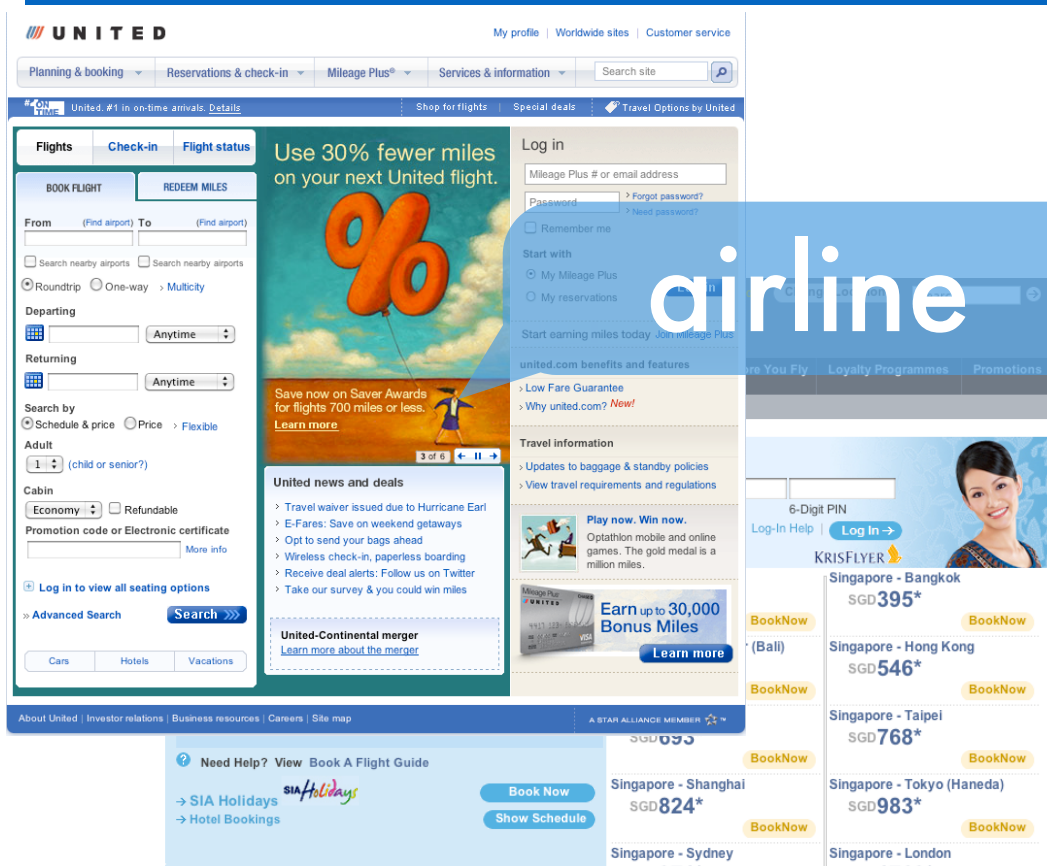 UNITED
My profile | Worldwide sites | Customer service
Planning & booking
Reservations & check-in
Mileage Plus®
Services & information
Search site
#1 ON TIME
United. #1 in on-time arrivals. Details
Shop for flights | Special deals
Travel Options by United
Flights
Check-in
Flight status
BOOK FLIGHT
REDEEM MILES
From (Find airport) To (Find airport)
Search nearby airports Search nearby airports
Roundtrip One-way › Multicity
Departing
Anytime
Returning
Anytime
Search by
Schedule & price Price › Flexible
Adult
1 (child or senior?)
Cabin
Economy Refundable
Promotion code or Electronic certificate
More info
Log in to view all seating options
» Advanced Search
Search
Cars
Hotels
Vacations
Use 30% fewer miles
on your next United flight.
%
Save now on Saver Awards
for flights 700 miles or less.
Learn more
3 of 6
United news and deals
› Travel waiver issued due to Hurricane Earl
› E-Fares: Save on weekend getaways
› Opt to send your bags ahead
› Wireless check-in, paperless boarding
› Receive deal alerts: Follow us on Twitter
› Take our survey & you could win miles
United-Continental merger
Learn more about the merger
Log in
Mileage Plus # or email address
Password
› Forgot password?
› Need password?
Remember me
Start with
My Mileage Plus
My reservations
Start earning miles today Join Mileage Plus
united.com benefits and features
› Low Fare Guarantee
› Why united.com? New!
Travel information
› Updates to baggage & standby policies
› View travel requirements and regulations
Play now. Win now.
Optathlon mobile and online
games. The gold medal is a
million miles.
Mileage Plus
UNITED
VISA
Earn up to 30,000
Bonus Miles
Learn more
About United | Investor relations | Business resources | Careers | Site map
A STAR ALLIANCE MEMBER ™
airline
You Fly
Loyalty Programmes
Promotions
6-Digit PIN
Log-In Help | Log In →
KRISFLYER
Singapore - Bangkok
SGD395*
BookNow
BookNow
(Bali)
Singapore - Hong Kong
SGD546*
BookNow
BookNow
Singapore - Taipei
SGD693
SGD768*
BookNow
BookNow
Singapore - Shanghai
SGD824*
BookNow
Singapore - Tokyo (Haneda)
SGD983*
BookNow
Singapore - Sydney
Singapore - London
? Need Help? View Book A Flight Guide
→ SIA Holidays
SIA Holidays
→ Hotel Bookings
Book Now
Show Schedule